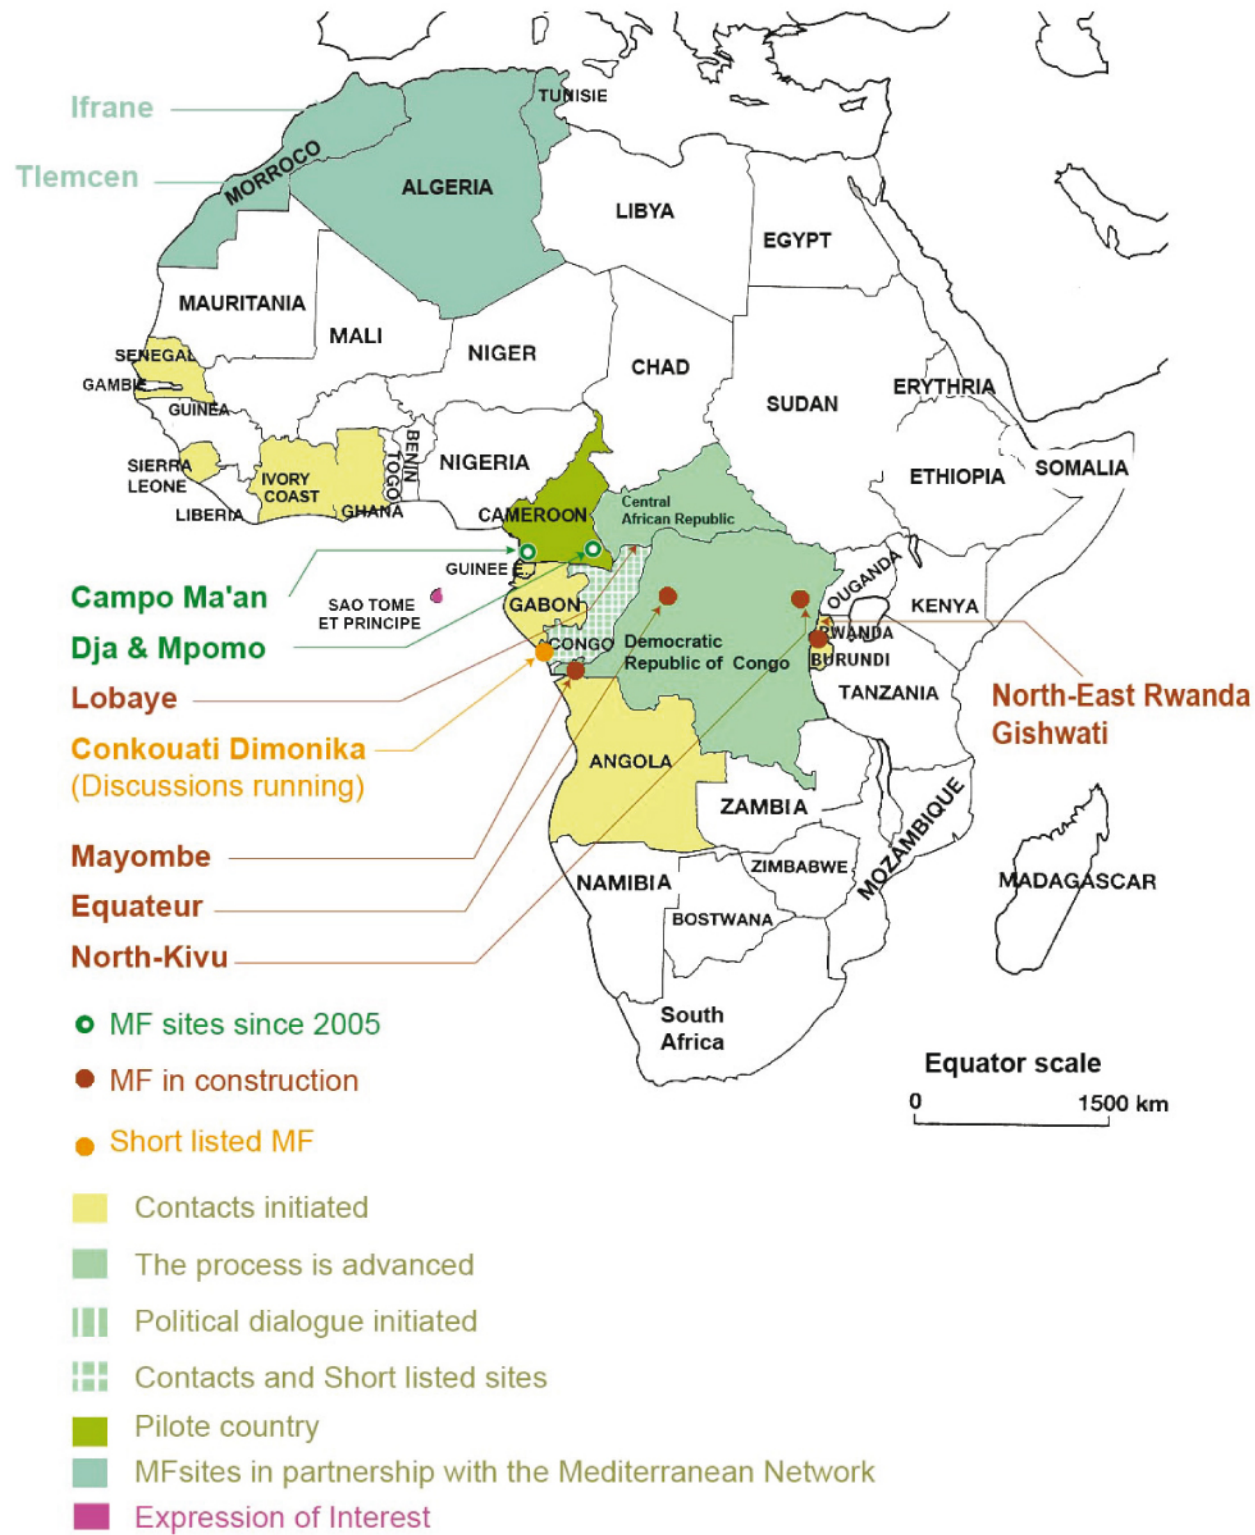 Ifrane
Tlemcen
TUNISIE
MORROCO
ALGERIA
LIBYA
EGYPT
MAURITANIA
MALI
NIGER
CHAD
SUDAN
ERYTHRIA
SENEGAL
GAMBIE
GUINEA
SIERRA
LEONE
LIBERIA
IVORY
COAST
GHANA
TOGO
BENIN
NIGERIA
CAMEROON
Central
African Republic
ETHIOPIA
SOMALIA
GUINEE E.
SAO TOME
ET PRINCIPE
GABON
CONGO
Democratic
Republic of Congo
OUGANDA
KENYA
RWANDA
BURUNDI
TANZANIA
ANGOLA
ZAMBIA
MOZAMBIQUE
ZIMBABWE
NAMIBIA
BOSTWANA
MADAGASCAR
South
Africa
Campo Ma'an
Dja & Mpomo
Lobaye
Conkouati Dimonika
(Discussions running)
Mayombe
Equateur
North-Kivu
North-East Rwanda
Gishwati
Equator scale
0 1500 km
MF sites since 2005
MF in construction
Short listed MF
Contacts initiated
The process is advanced
Political dialogue initiated
Contacts and Short listed sites
Pilote country
MFsites in partnership with the Mediterranean Network
Expression of Interest